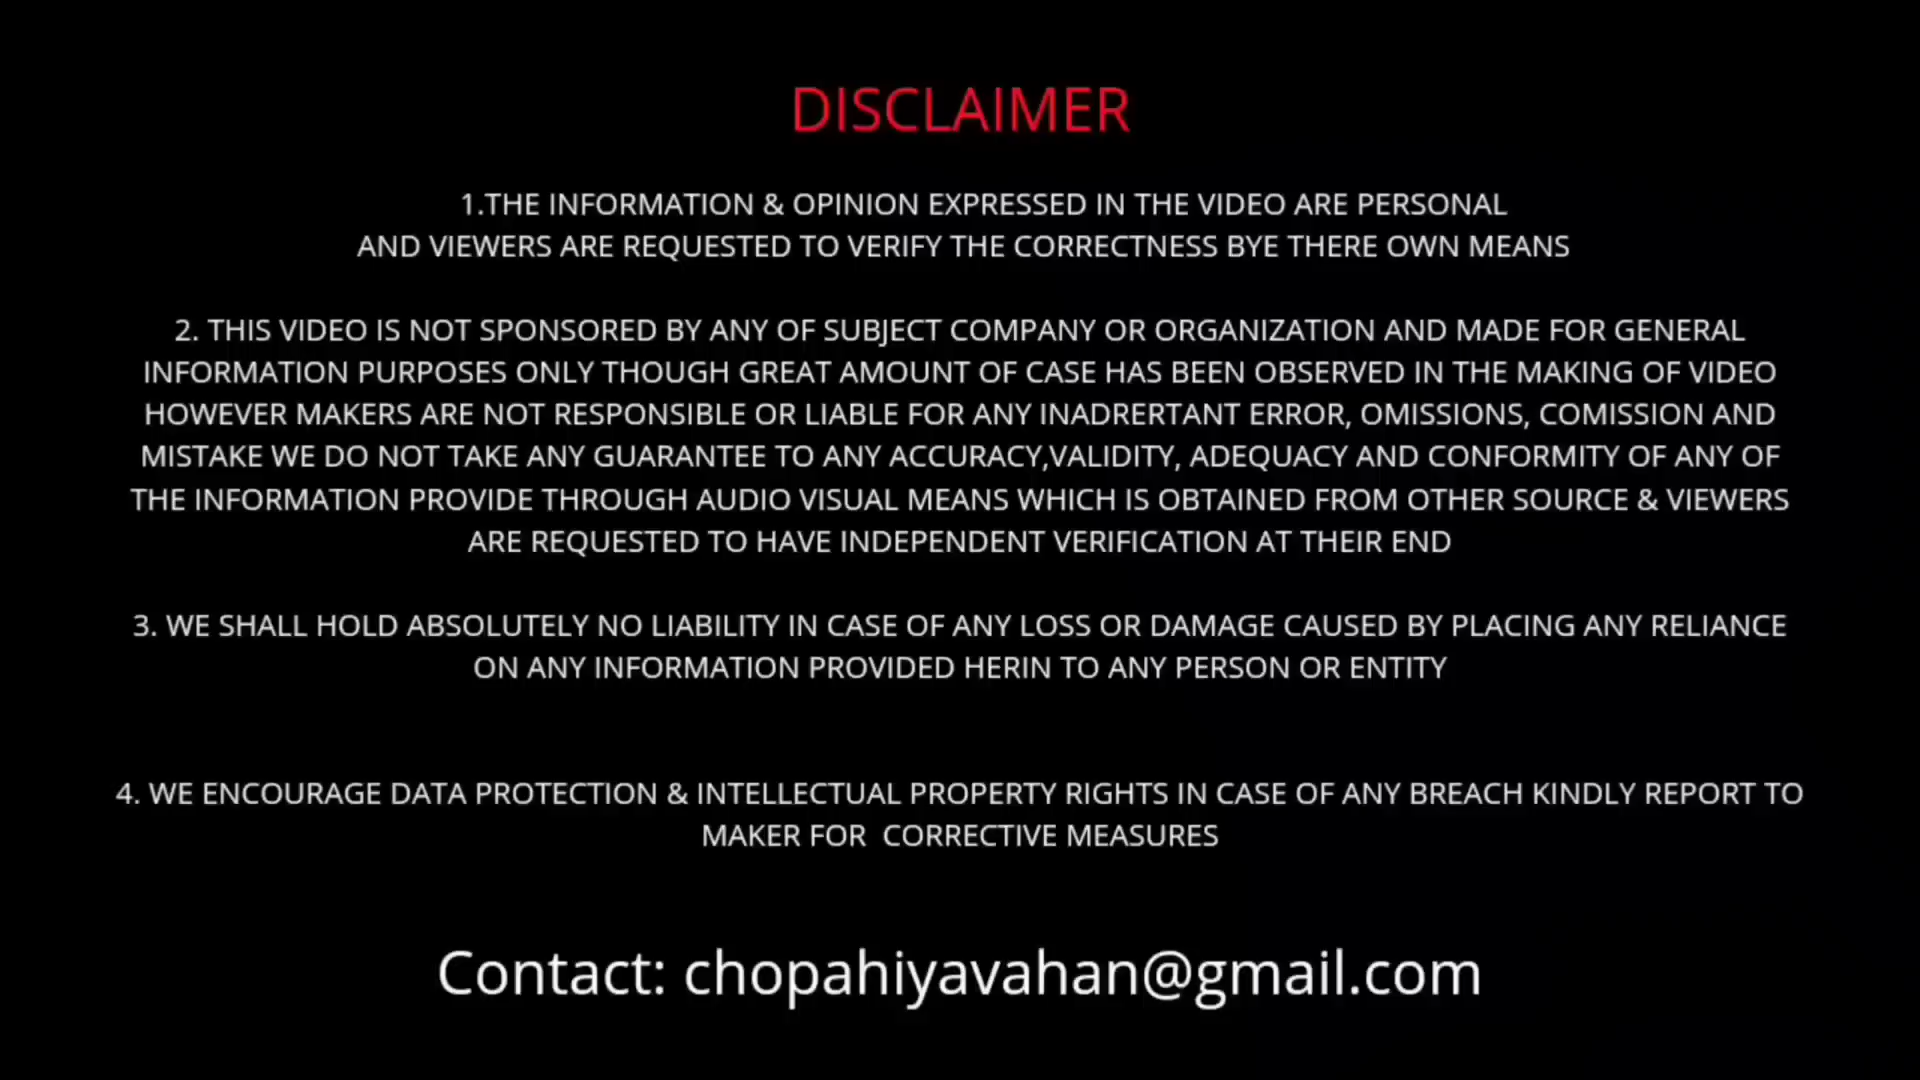 DISCLAIMER
1.THE INFORMATION & OPINION EXPRESSED IN THE VIDEO ARE PERSONAL
AND VIEWERS ARE REQUESTED TO VERIFY THE CORRECTNESS BYE THERE OWN MEANS
2. THIS VIDEO IS NOT SPONSORED BY ANY OF SUBJECT COMPANY OR ORGANIZATION AND MADE FOR GENERAL
INFORMATION PURPOSES ONLY THOUGH GREAT AMOUNT OF CASE HAS BEEN OBSERVED IN THE MAKING OF VIDEO
HOWEVER MAKERS ARE NOT RESPONSIBLE OR LIABLE FOR ANY INADRERTANT ERROR, OMISSIONS, COMISSION AND
MISTAKE WE DO NOT TAKE ANY GUARANTEE TO ANY ACCURACY,VALIDITY, ADEQUACY AND CONFORMITY OF ANY OF
THE INFORMATION PROVIDE THROUGH AUDIO VISUAL MEANS WHICH IS OBTAINED FROM OTHER SOURCE & VIEWERS
ARE REQUESTED TO HAVE INDEPENDENT VERIFICATION AT THEIR END
3. WE SHALL HOLD ABSOLUTELY NO LIABILITY IN CASE OF ANY LOSS OR DAMAGE CAUSED BY PLACING ANY RELIANCE
ON ANY INFORMATION PROVIDED HERIN TO ANY PERSON OR ENTITY
4. WE ENCOURAGE DATA PROTECTION & INTELLECTUAL PROPERTY RIGHTS IN CASE OF ANY BREACH KINDLY REPORT TO
MAKER FOR  CORRECTIVE MEASURES
Contact: chopahiyavahan@gmail.com